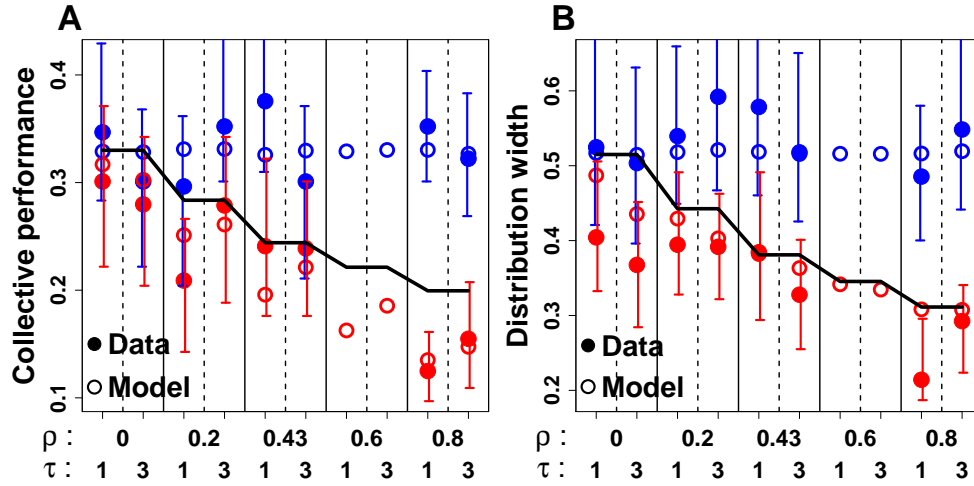 A
B
Collective performance
0.4
0.3
0.2
0.1
Data
Model
ρ : 0 0.2 0.43 0.6 0.8
τ : 1 3 1 3 1 3 1 3 1 3
Distribution width
0.6
0.5
0.4
0.3
0.2
Data
Model
0 0.2 0.43 0.6 0.8
ρ :
τ : 1 3 1 3 1 3 1 3 1 3